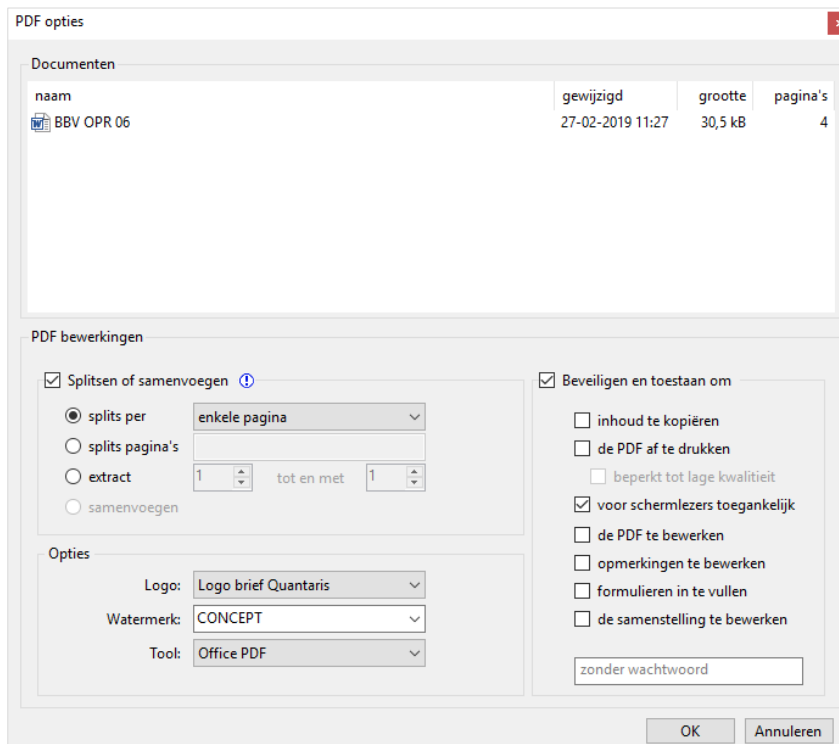 PDF opties
Documenten
naam gewijzigd grootte pagina's
BBV OPR 06 27-02-2019 11:27 30,5 kB 4
PDF bewerkingen
Splitsen of samenvoegen
splits per enkele pagina
splits pagina's
extract 1 tot en met 1
samenvoegen
Opties
Logo: Logo brief Quantaris
Watermerk: CONCEPT
Tool: Office PDF
Beveiligen en toestaan om
inhoud te kopiëren
de PDF af te drukken
beperkt tot lage kwalitieit
voor schermlezers toegankelijk
de PDF te bewerken
opmerkingen te bewerken
formulieren in te vullen
de samenstelling te bewerken
zonder wachtwoord
OK Annuleren